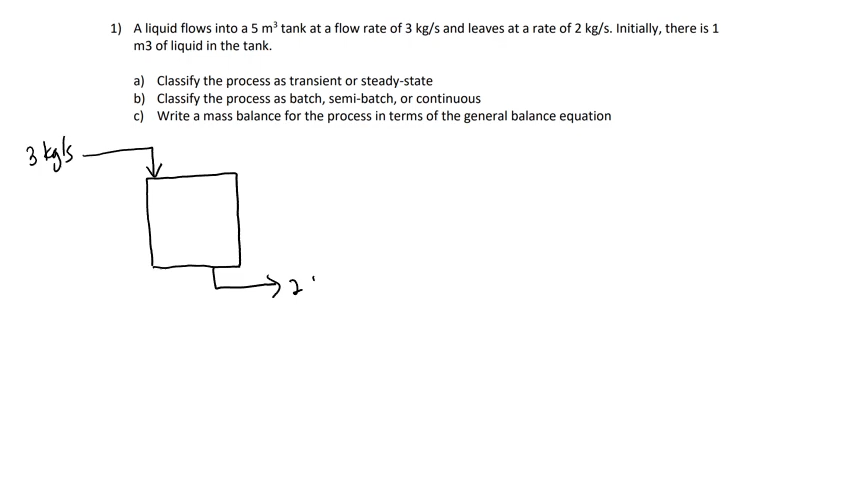 1) A liquid flows into a 5 m³ tank at a flow rate of 3 kg/s and leaves at a rate of 2 kg/s. Initially, there is 1
m3 of liquid in the tank.
a) Classify the process as transient or steady-state
b) Classify the process as batch, semi-batch, or continuous
c) Write a mass balance for the process in terms of the general balance equation
3 kg/s
2